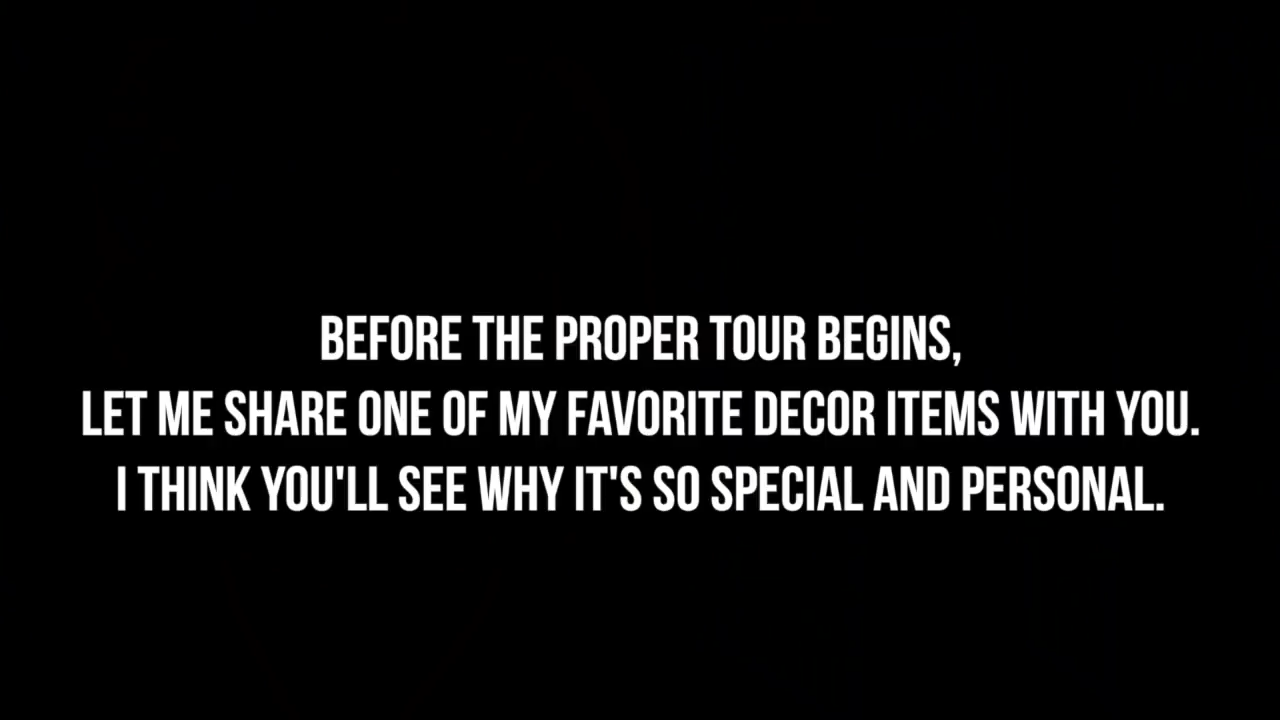 BEFORE THE PROPER TOUR BEGINS,
LET ME SHARE ONE OF MY FAVORITE DECOR ITEMS WITH YOU.
I THINK YOU'LL SEE WHY IT'S SO SPECIAL AND PERSONAL.